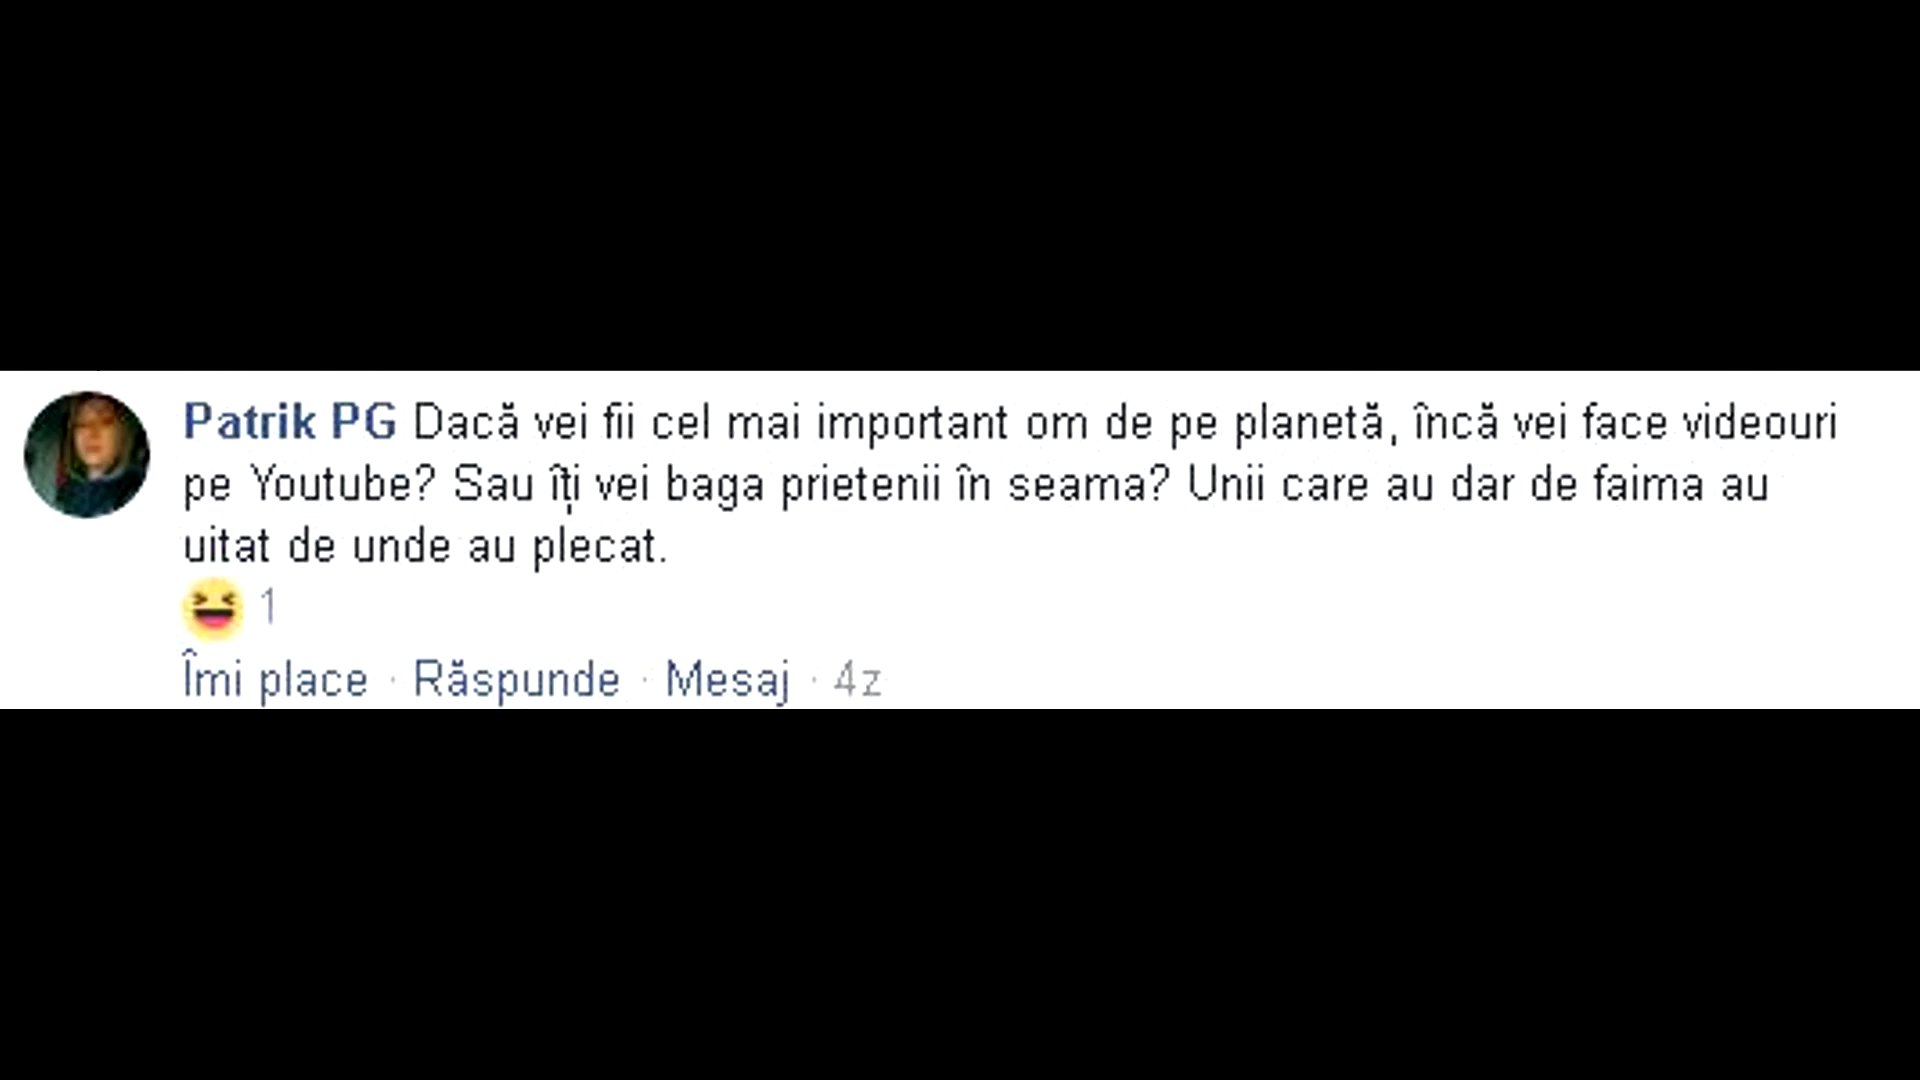 Patrik PG Dacă vei fii cel mai important om de pe planetă, încă vei face videouri
pe Youtube? Sau îți vei baga prietenii în seama? Unii care au dar de faima au
uitat de unde au plecat.
1
Îmi place · Răspunde · Mesaj · 4z